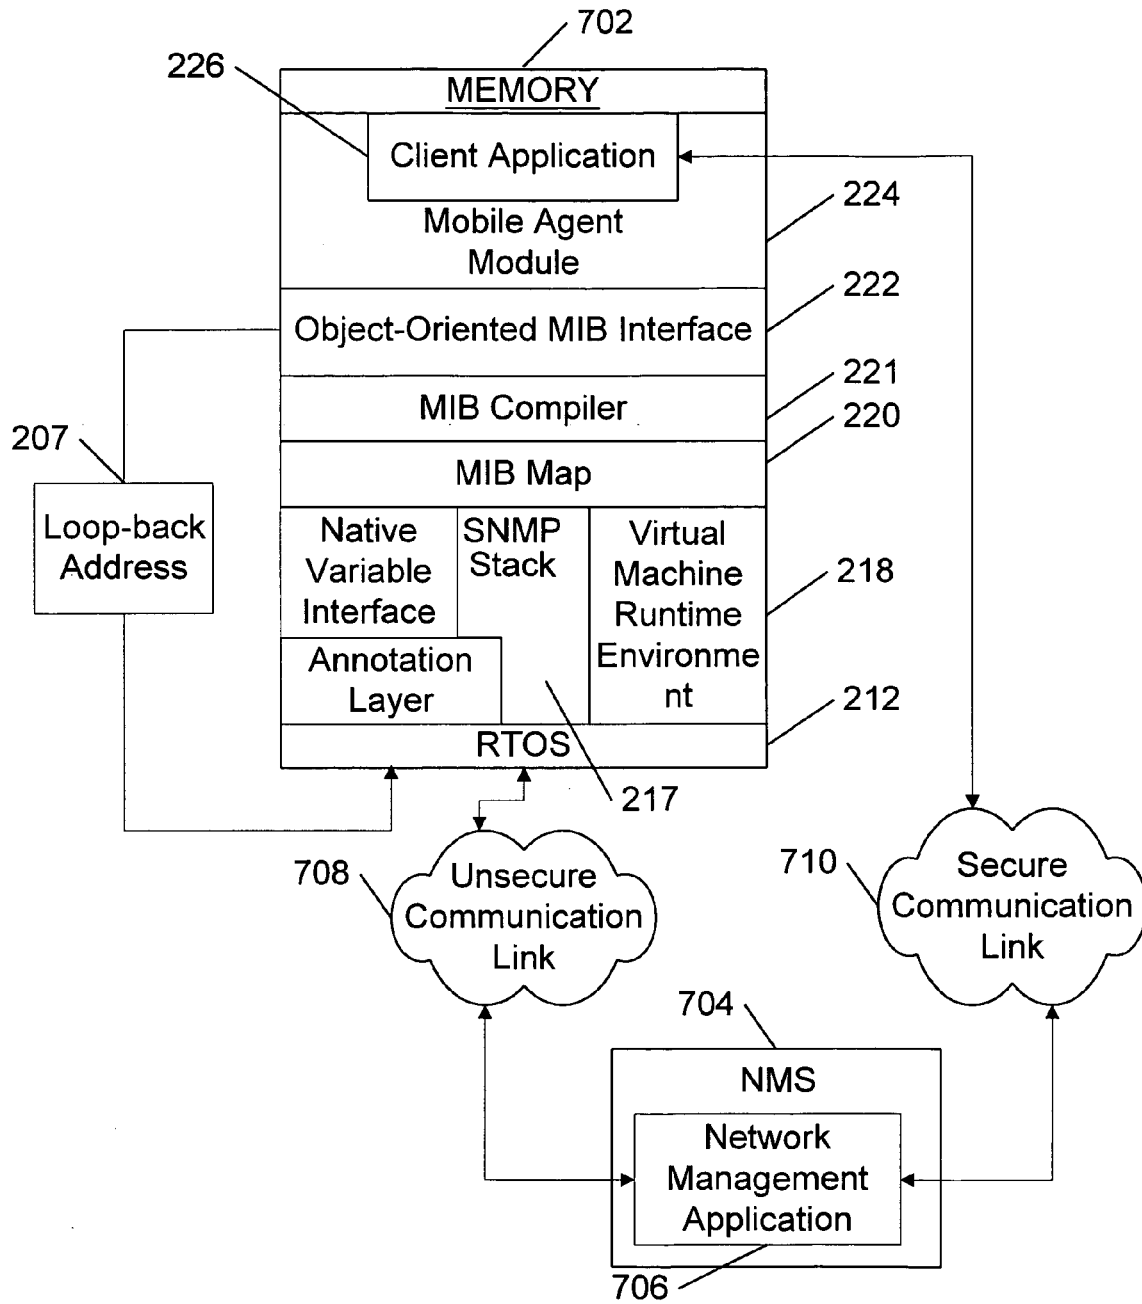 702
226
MEMORY
Client Application
224
Mobile Agent
Module
222
Object-Oriented MIB Interface
221
MIB Compiler
220
207
MIB Map
Loop-back
Address
Native
Variable
Interface
SNMP
Stack
Virtual
Machine
Runtime
Environme
nt
218
Annotation
Layer
212
RTOS
217
708
Unsecure
Communication
Link
710
Secure
Communication
Link
704
NMS
Network
Management
Application
706